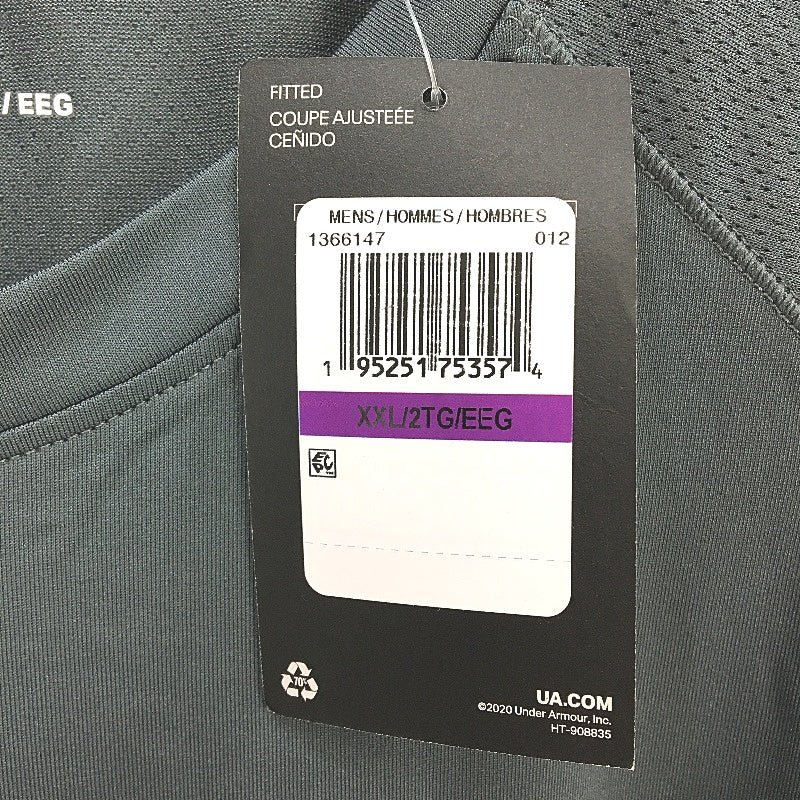 / EEG
FITTED
COUPE AJUSTEÉE
CEÑIDO
MENS/HOMMES/HOMBRES
1366147 012
1 95251 75357 4
XXL/2TG/EEG
70%
UA.COM
©2020 Under Armour, Inc.
HT-908835